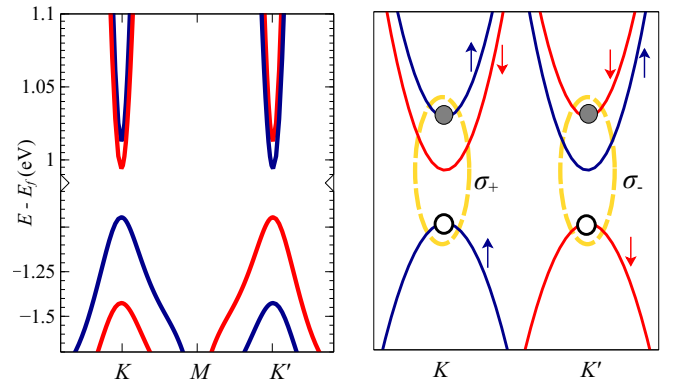 1.1
1.05
1
−1.25
−1.5
E - E_f (eV)
K M K'
σ₊
σ₋
K K'